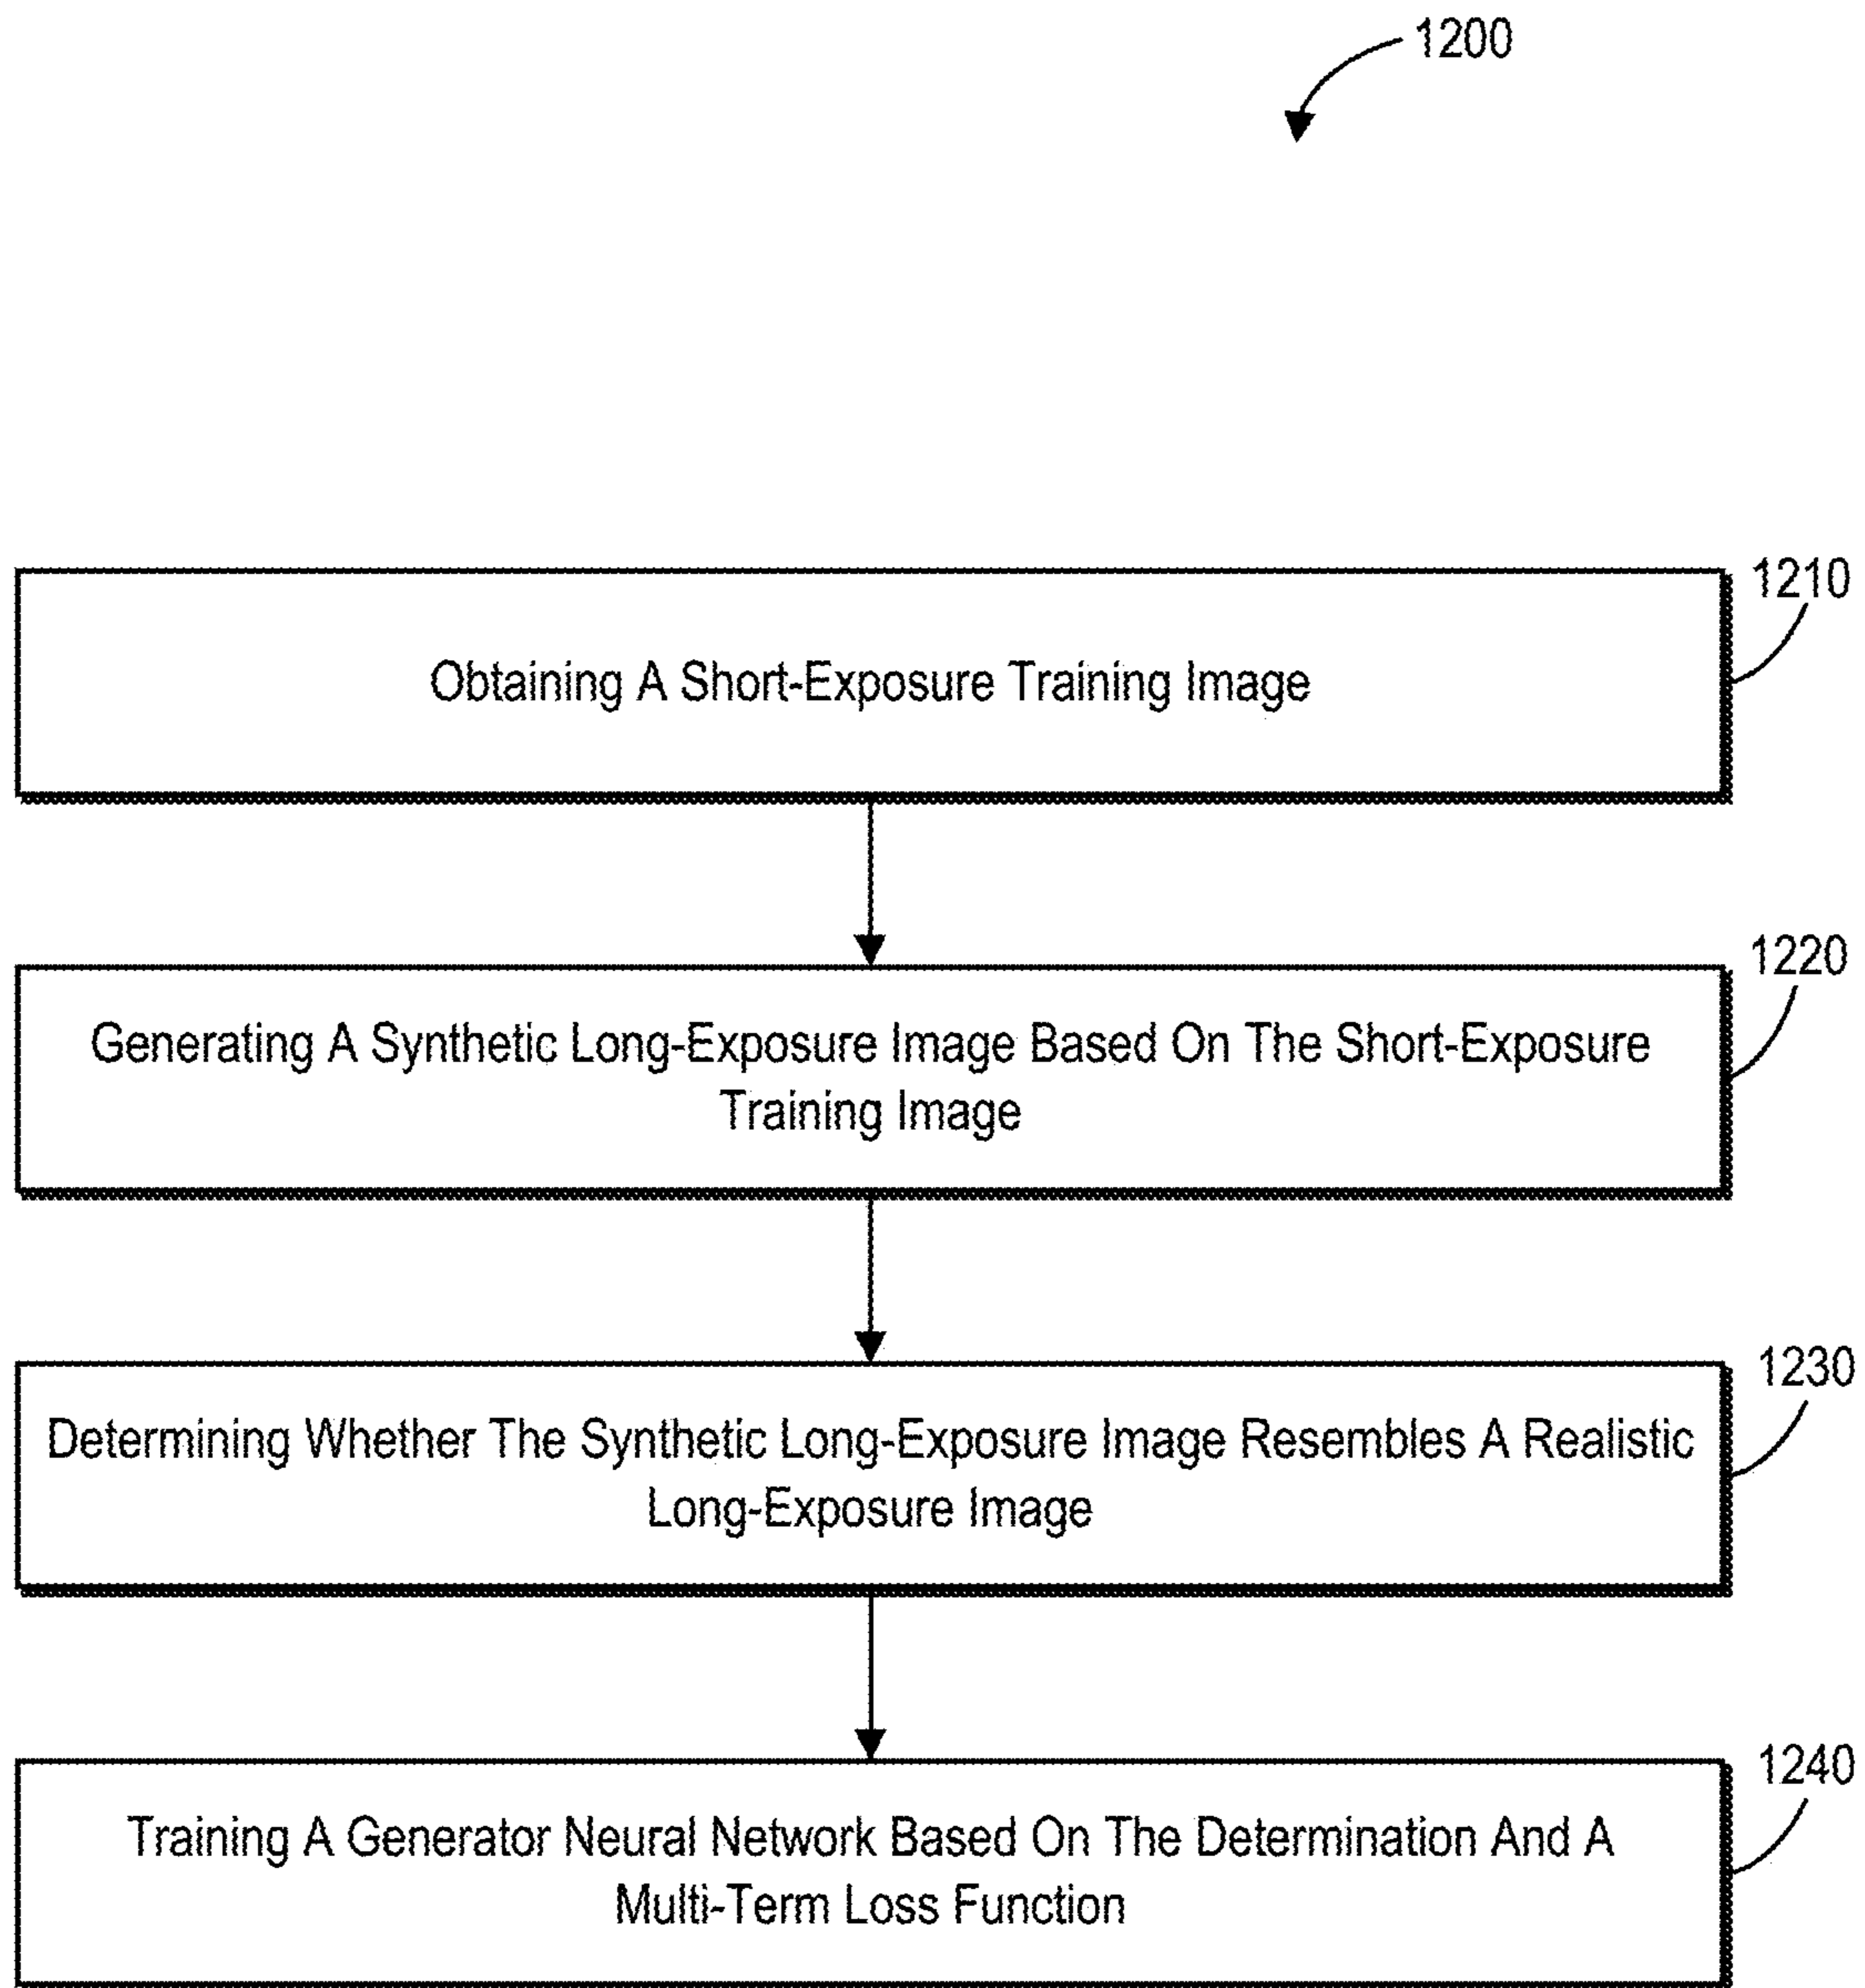 1200
1210
Obtaining A Short-Exposure Training Image
1220
Generating A Synthetic Long-Exposure Image Based On The Short-Exposure
Training Image
1230
Determining Whether The Synthetic Long-Exposure Image Resembles A Realistic
Long-Exposure Image
1240
Training A Generator Neural Network Based On The Determination And A
Multi-Term Loss Function